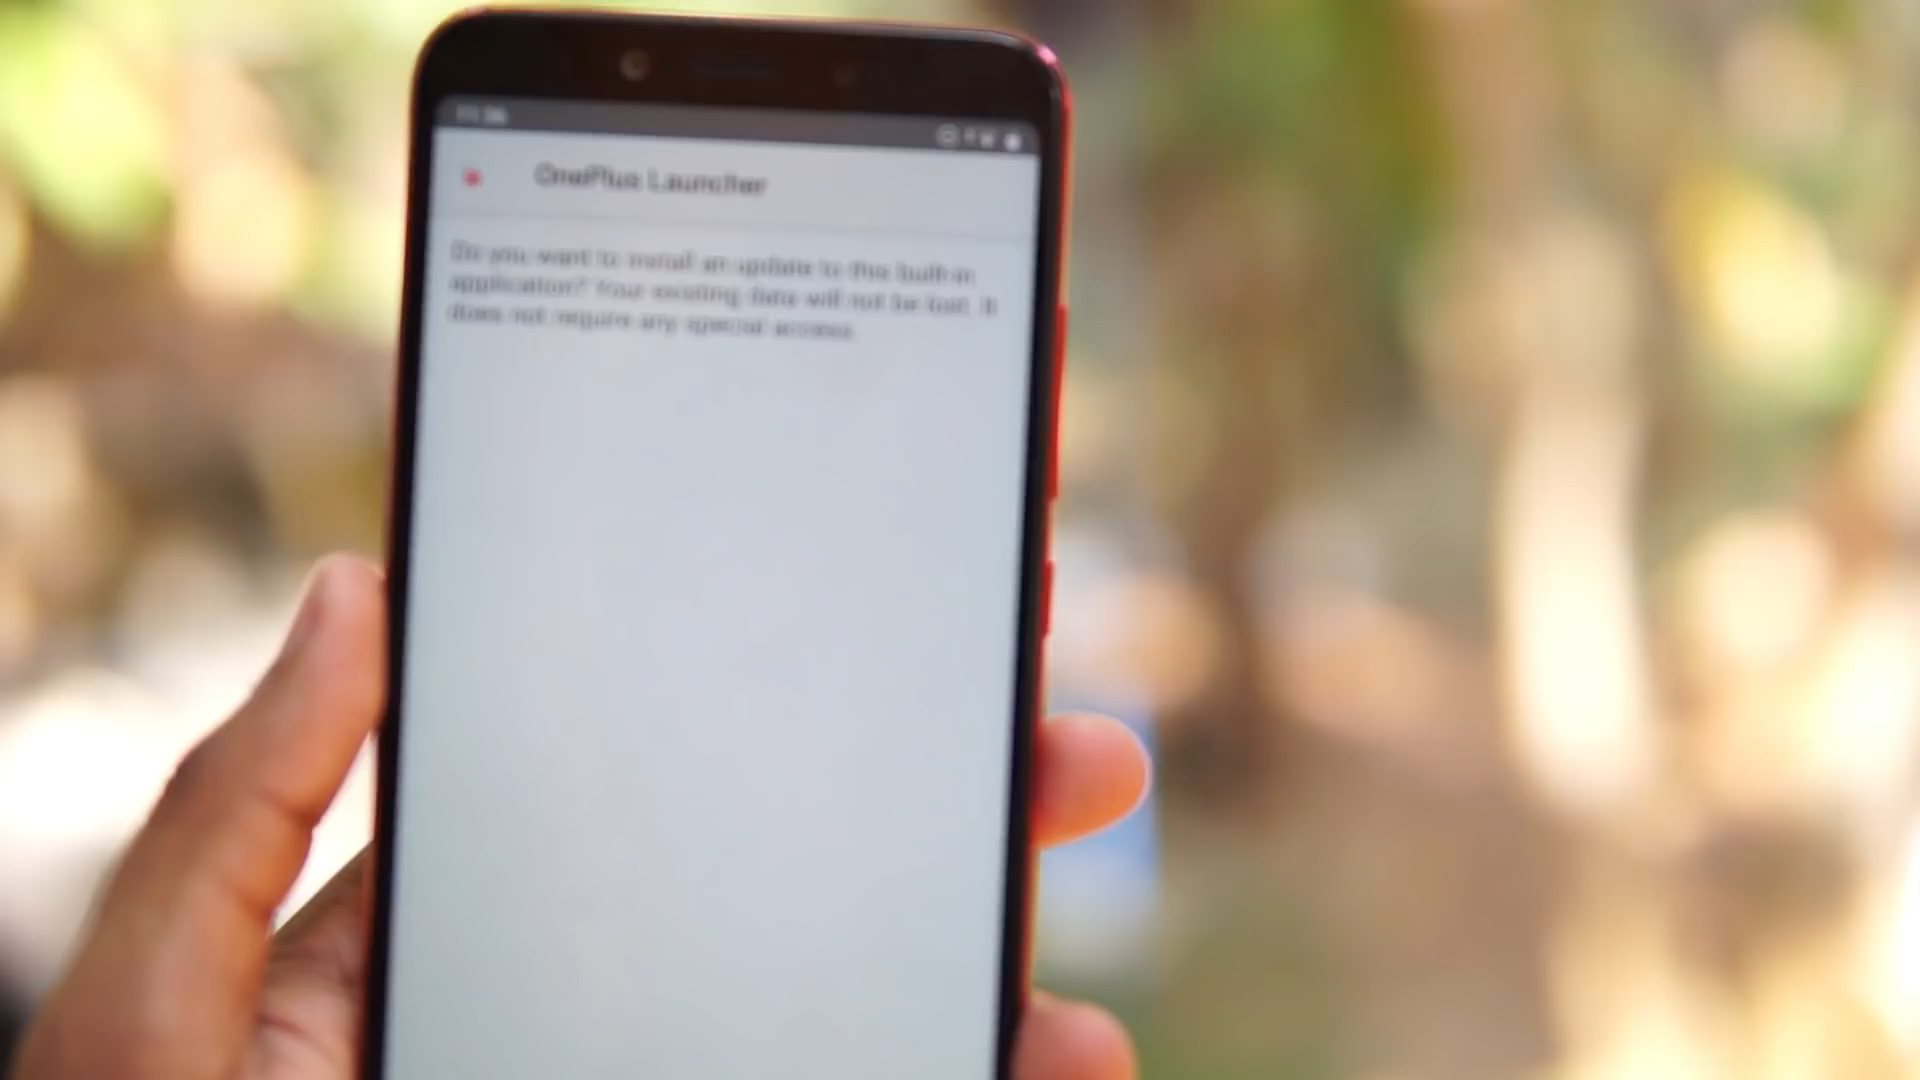 OnePlus Launcher
Do you want to install an update to this built-in
application? Your existing data will not be lost. It
does not require any special access.